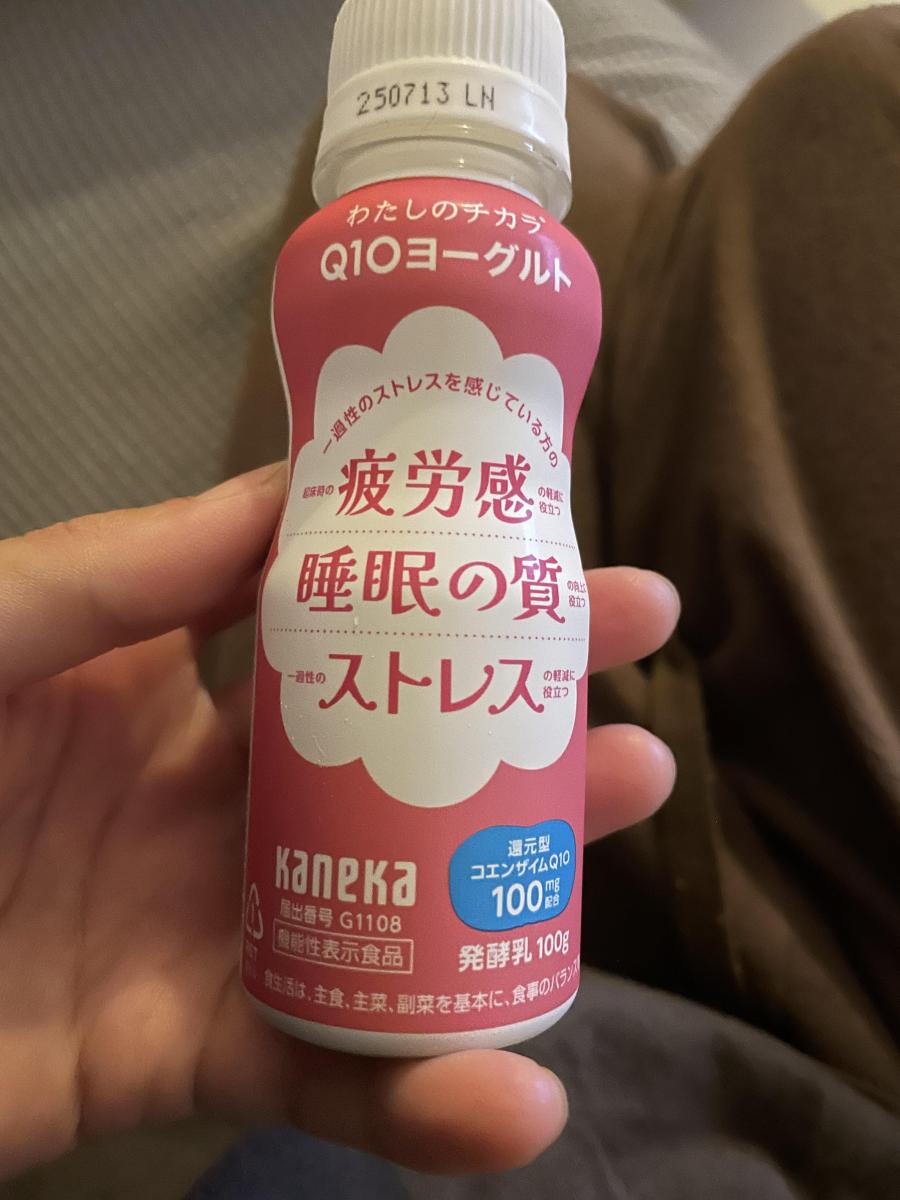 250713 LN
わたしのチカラ
Q10ヨーグルト
一過性のストレスを感じている方の
起床時の疲労感の軽減に役立つ
睡眠の質の向上に役立つ
一過性のストレスの軽減に役立つ
kaneka
届出番号 G1108
機能性表示食品
還元型
コエンザイムQ10
100mg配合
発酵乳 100g
食生活は、主食、主菜、副菜を基本に、食事のバランス